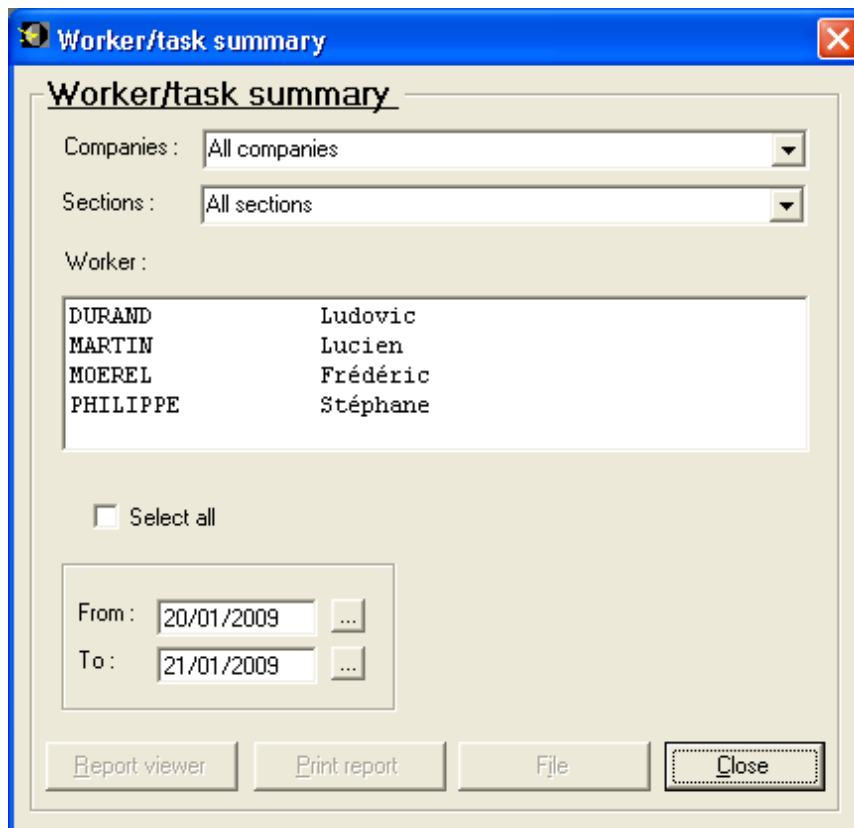 Worker/task summary
Worker/task summary
Companies : All companies
Sections : All sections
Worker :
DURAND Ludovic
MARTIN Lucien
MOEREL Frédéric
PHILIPPE Stéphane
Select all
From : 20/01/2009 ...
To : 21/01/2009 ...
Report viewer Print report File Close